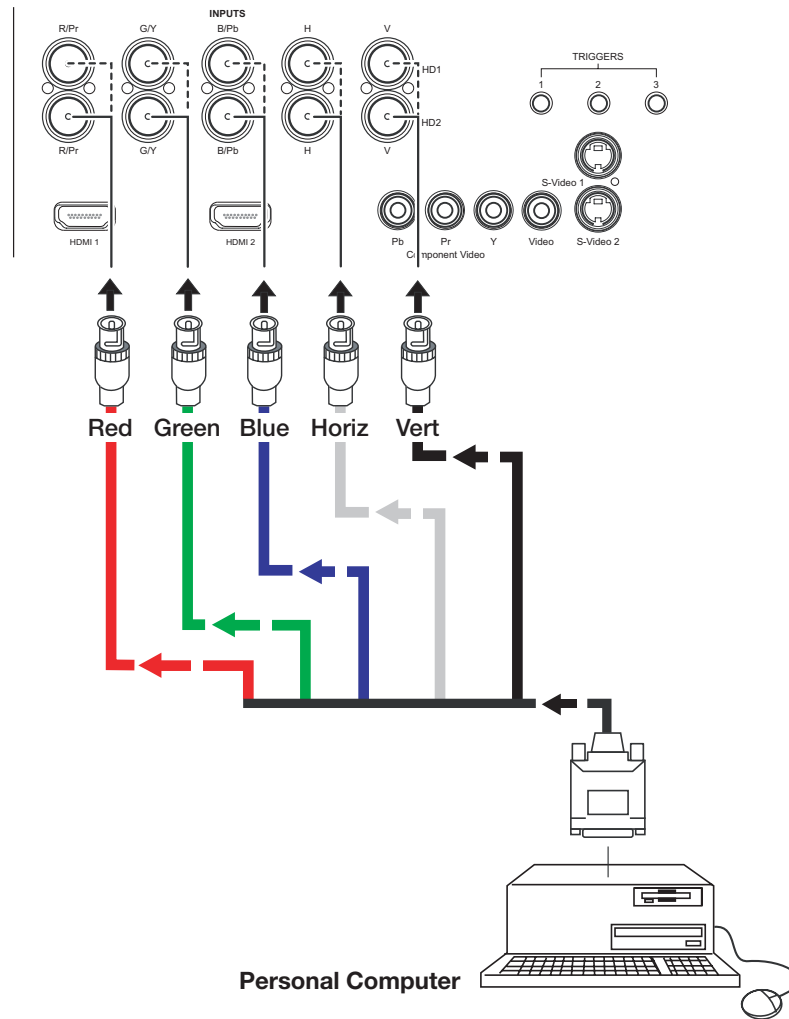 INPUTS
R/Pr G/Y B/Pb H V
HD1
TRIGGERS
1 2 3
HD2
R/Pr G/Y B/Pb H V
S-Video 1
HDMI 1 HDMI 2
Pb Pr Y Video S-Video 2
Component Video
Red Green Blue Horiz Vert
Personal Computer